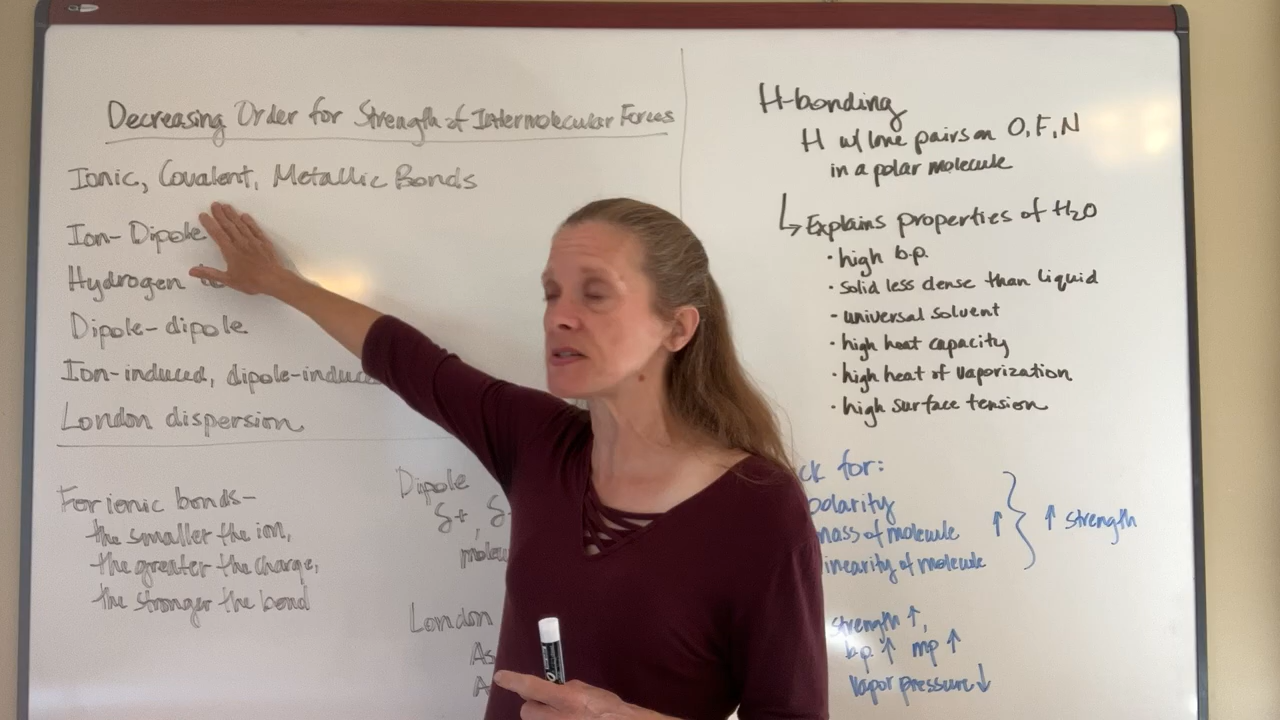 Decreasing Order for Strength of Intermolecular Forces
Ionic, Covalent, Metallic Bonds
Ion-Dipole
Hydrogen
Dipole-dipole
Ion-induced, dipole-induce
London dispersion
For ionic bonds-
the smaller the ion,
the greater the charge,
the stronger the bond
Dipole
δ+, δ
molecu
London
As
A
H-bonding
H w/ lone pairs on O, F, N
in a polar molecule
↳ Explains properties of H₂O
· high b.p.
· solid less dense than liquid
- universal solvent
· high heat capacity
· high heat of vaporization
· high surface tension
ck for:
olarity
mass of molecule ↑ } ↑ strength
inearity of molecule
strength ↑,
bp ↑ mp ↑
vapor pressure ↓